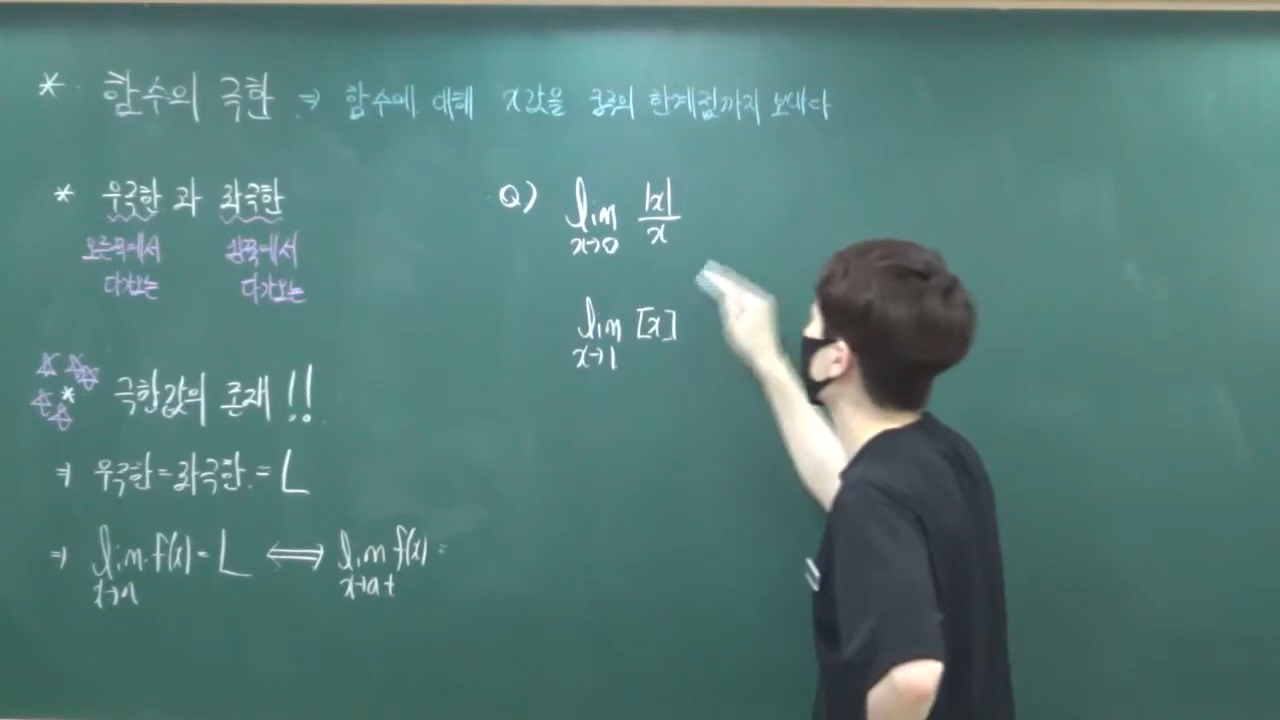 * 함수의 극한 ⇒ 함수에 대해 x값을 궁극의 한계점까지 보내다
* 우극한 과 좌극한
오른쪽에서 다가오는
왼쪽에서 다가오는
* 극한값의 존재!!
⇒ 우극한 = 좌극한 = L
⇒ lim x→a f(x) = L ⟺ lim x→a+ f(x) =
Q) lim x→0 |x|/x
lim x→1 [x]